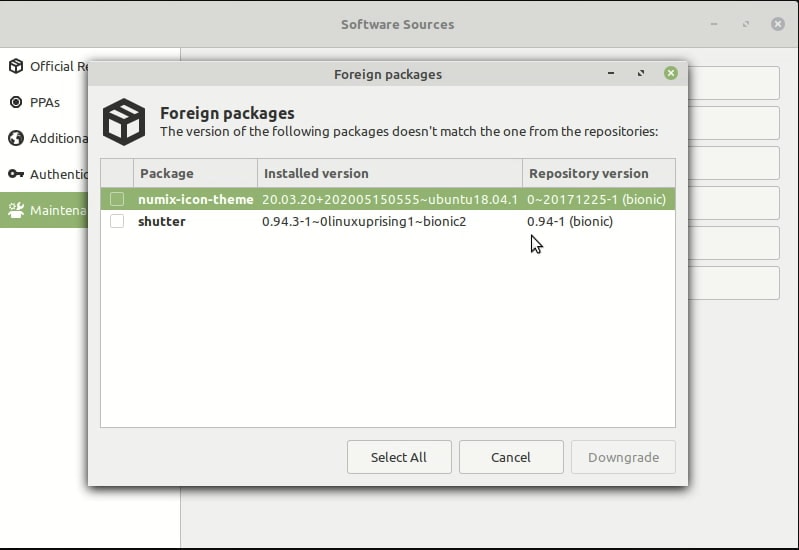 Software Sources
Official Re
PPAs
Additiona
Authentic
Maintena
Foreign packages
Foreign packages
The version of the following packages doesn't match the one from the repositories:
Package Installed version Repository version
numix-icon-theme 20.03.20+202005150555~ubuntu18.04.1 0~20171225-1 (bionic)
shutter 0.94.3-1~0linuxuprising1~bionic2 0.94-1 (bionic)
Select All Cancel Downgrade